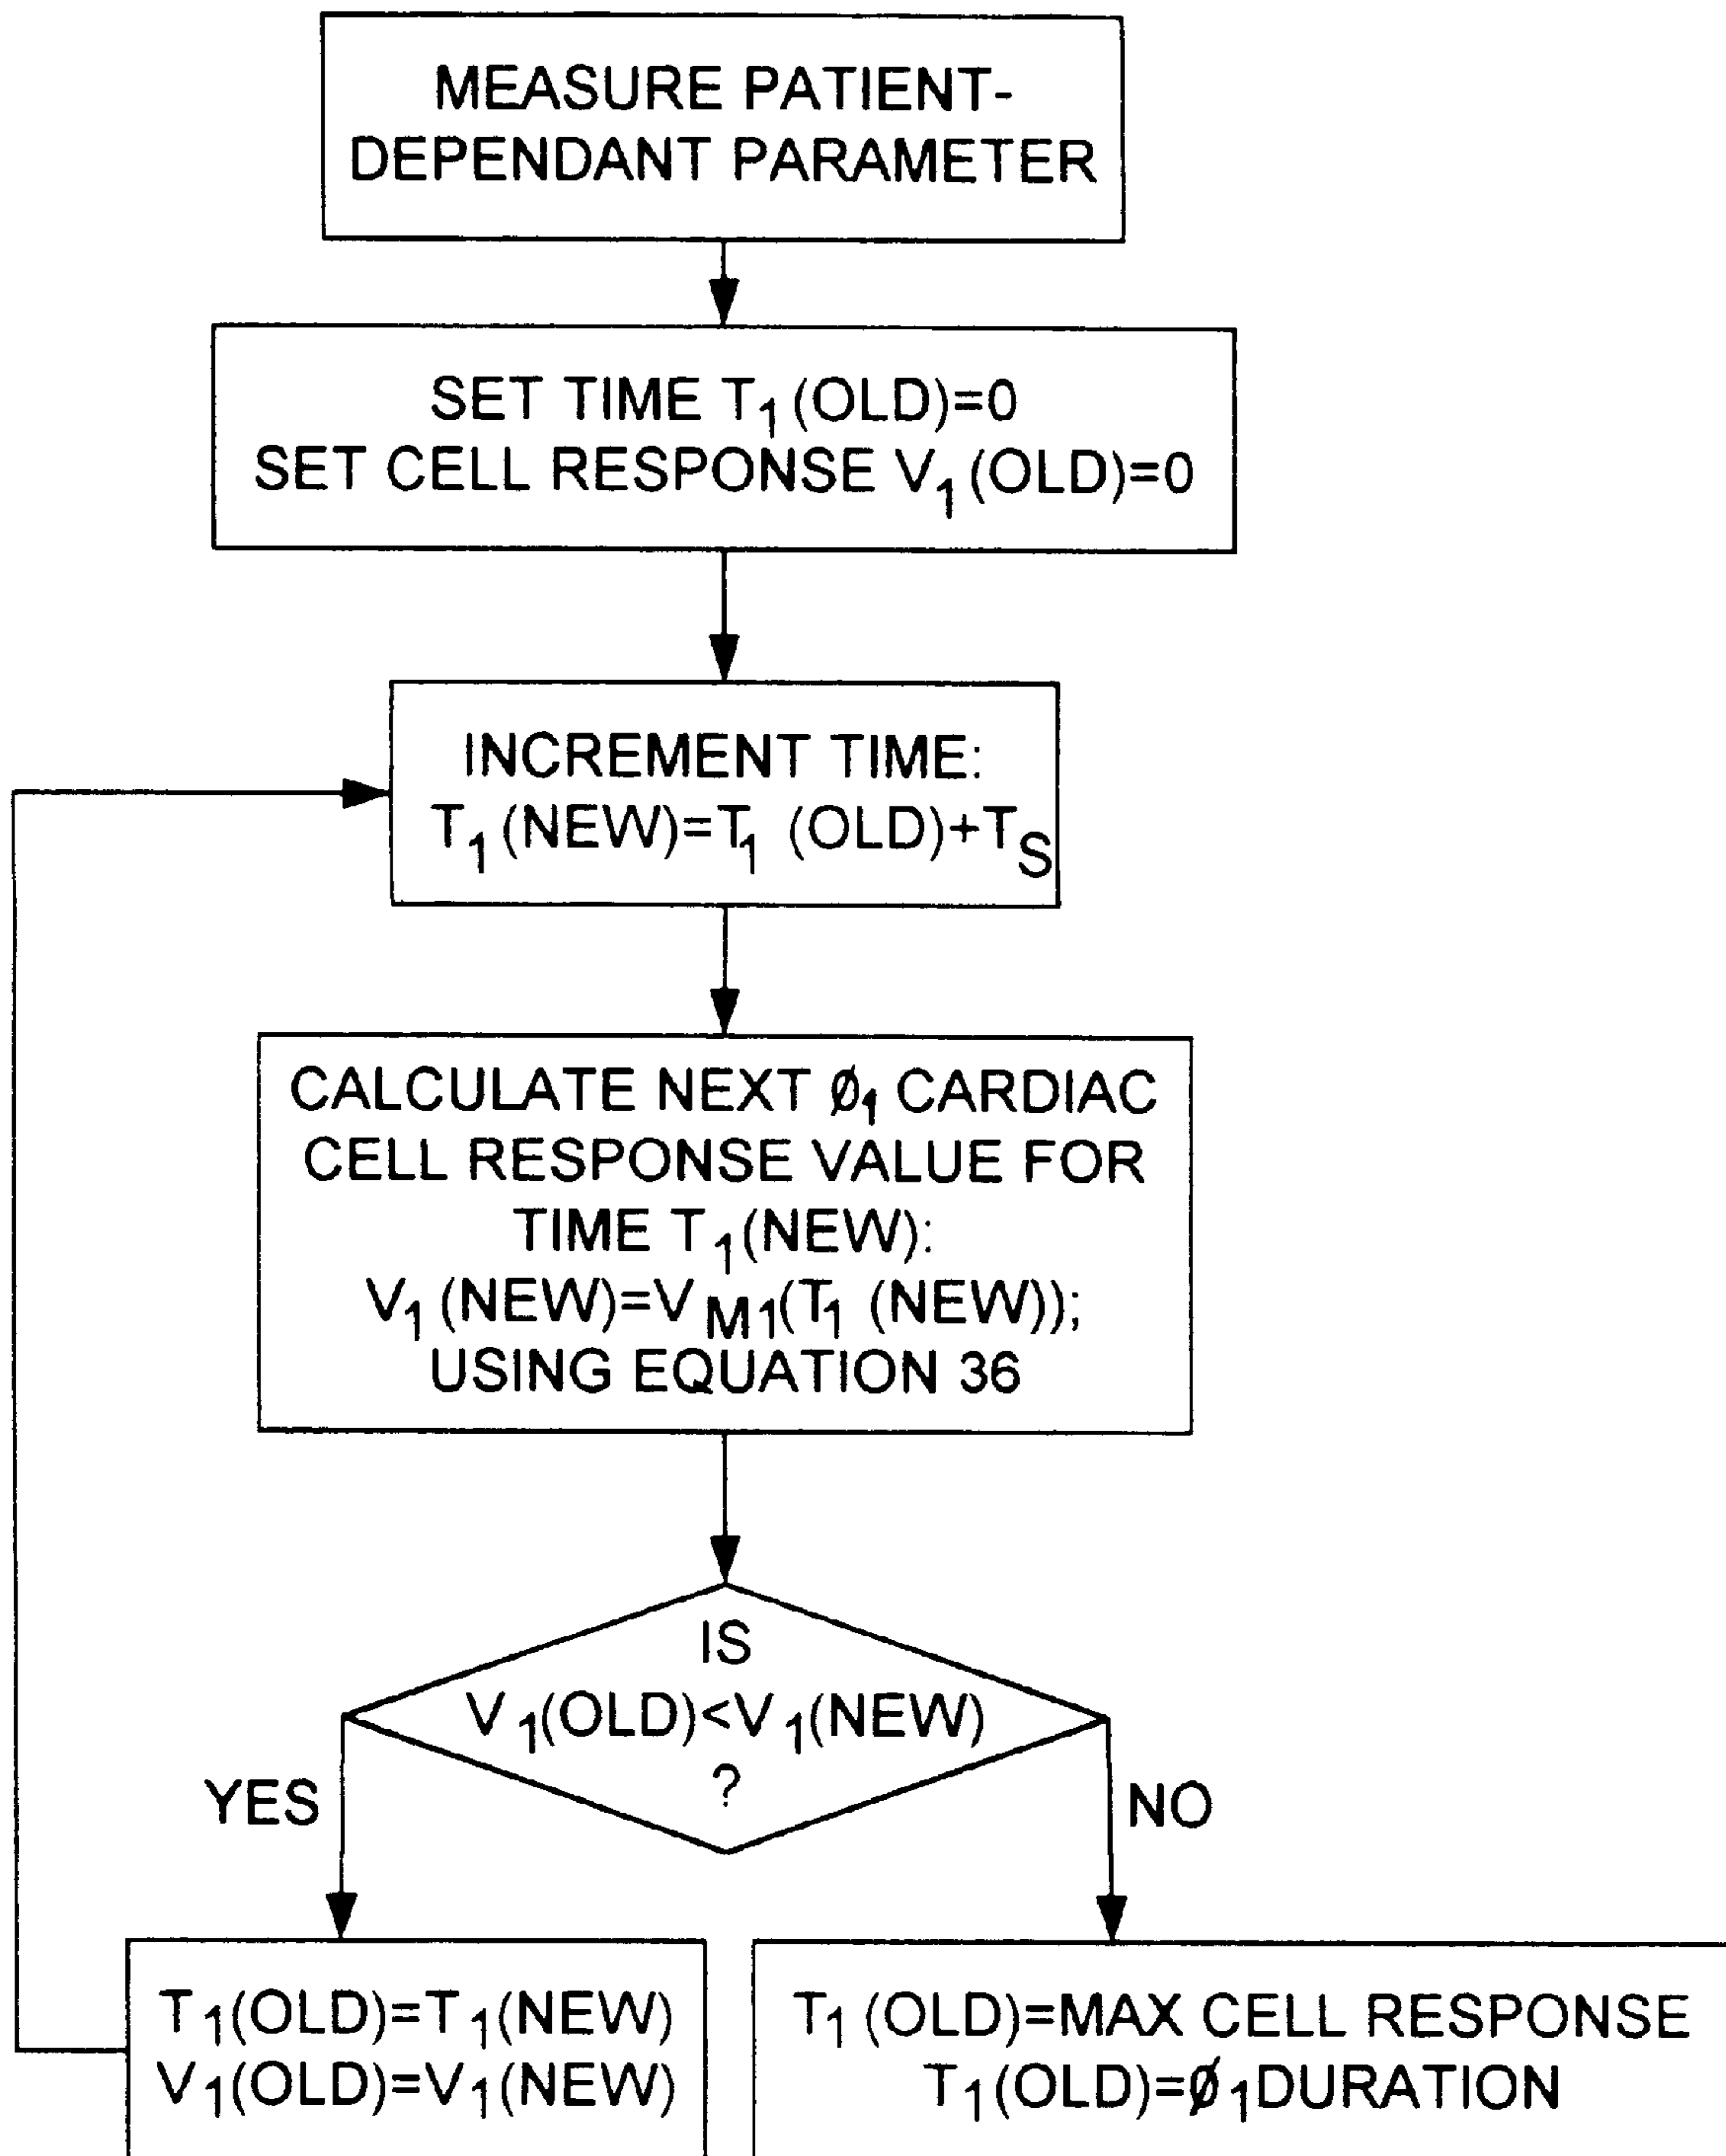 MEASURE PATIENT-
DEPENDANT PARAMETER
SET TIME T₁(OLD)=0
SET CELL RESPONSE V₁(OLD)=0
INCREMENT TIME:
T₁(NEW)=T₁ (OLD)+T_S
CALCULATE NEXT Ø₁ CARDIAC
CELL RESPONSE VALUE FOR
TIME T₁(NEW):
V₁(NEW)=V_M1(T₁ (NEW));
USING EQUATION 36
IS
V₁(OLD)<V₁(NEW)
?
YES
NO
T₁(OLD)=T₁(NEW)
V₁(OLD)=V₁(NEW)
T₁(OLD)=MAX CELL RESPONSE
T₁(OLD)=Ø₁DURATION